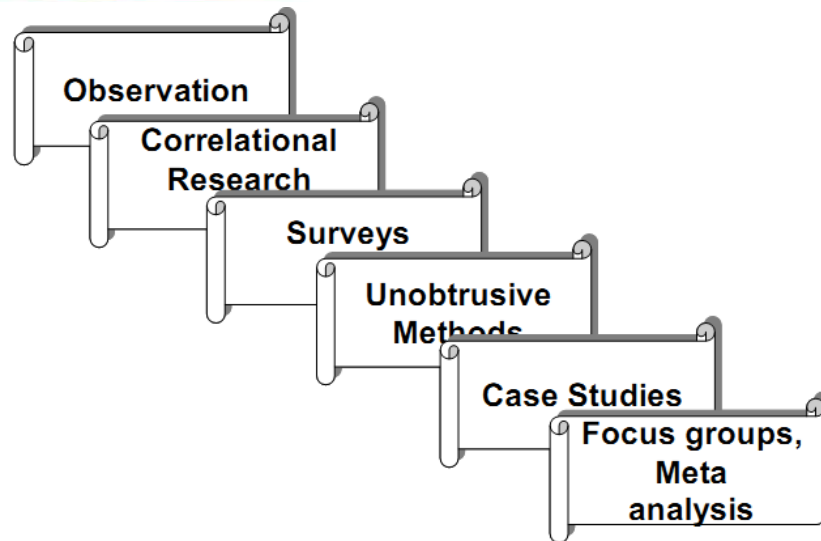 Observation
Correlational
Research
Surveys
Unobtrusive
Methods
Case Studies
Focus groups,
Meta
analysis